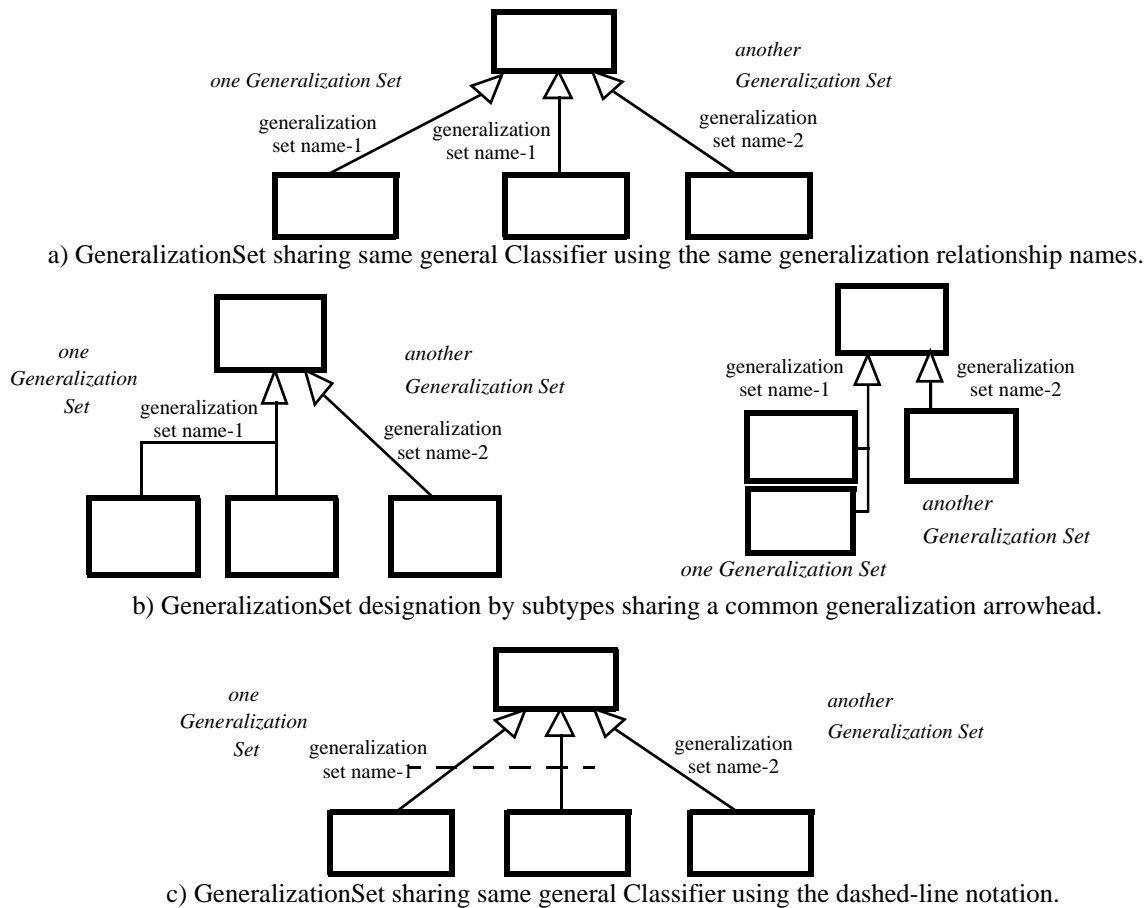 one Generalization Set
another
Generalization Set
generalization
set name-1
generalization
set name-1
generalization
set name-2
a) GeneralizationSet sharing same general Classifier using the same generalization relationship names.
one
Generalization
Set
generalization
set name-1
another
Generalization Set
generalization
set name-2
generalization
set name-1
generalization
set name-2
another
Generalization Set
one Generalization Set
b) GeneralizationSet designation by subtypes sharing a common generalization arrowhead.
one
Generalization
Set
generalization
set name-1
generalization
set name-2
another
Generalization Set
c) GeneralizationSet sharing same general Classifier using the dashed-line notation.